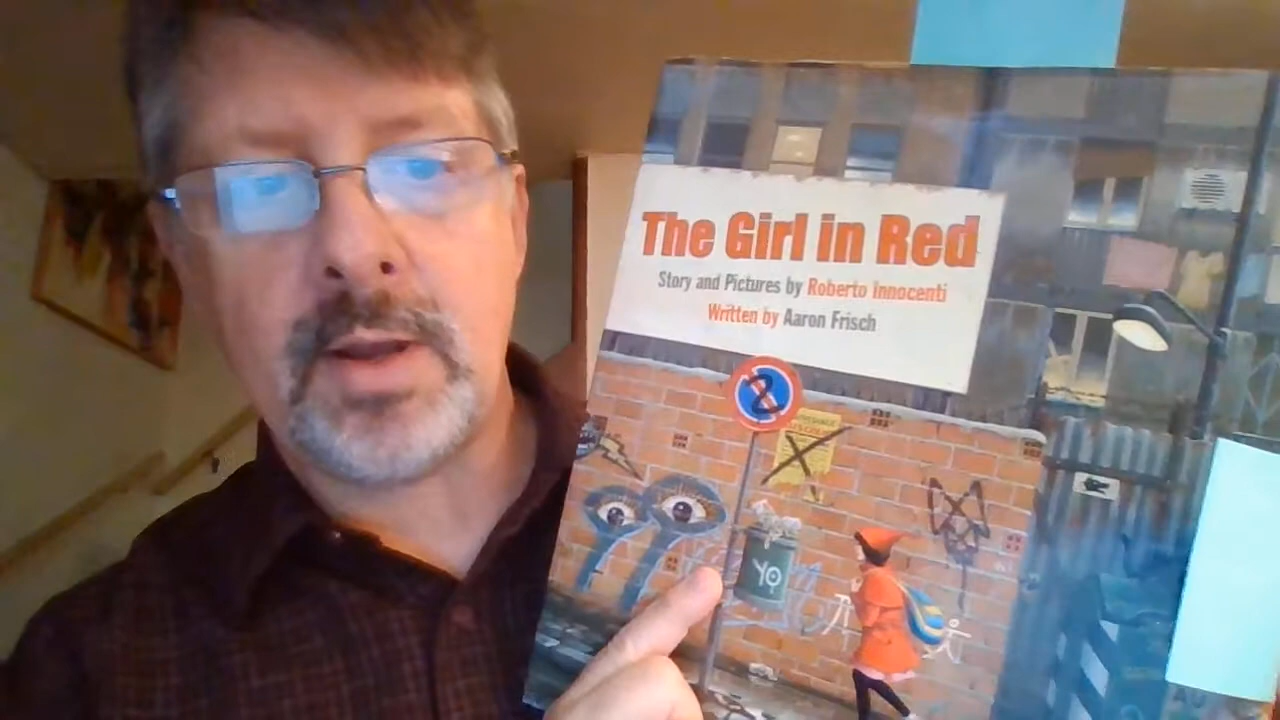 The Girl in Red
Story and Pictures by Roberto Innocenti
Written by Aaron Frisch
YO